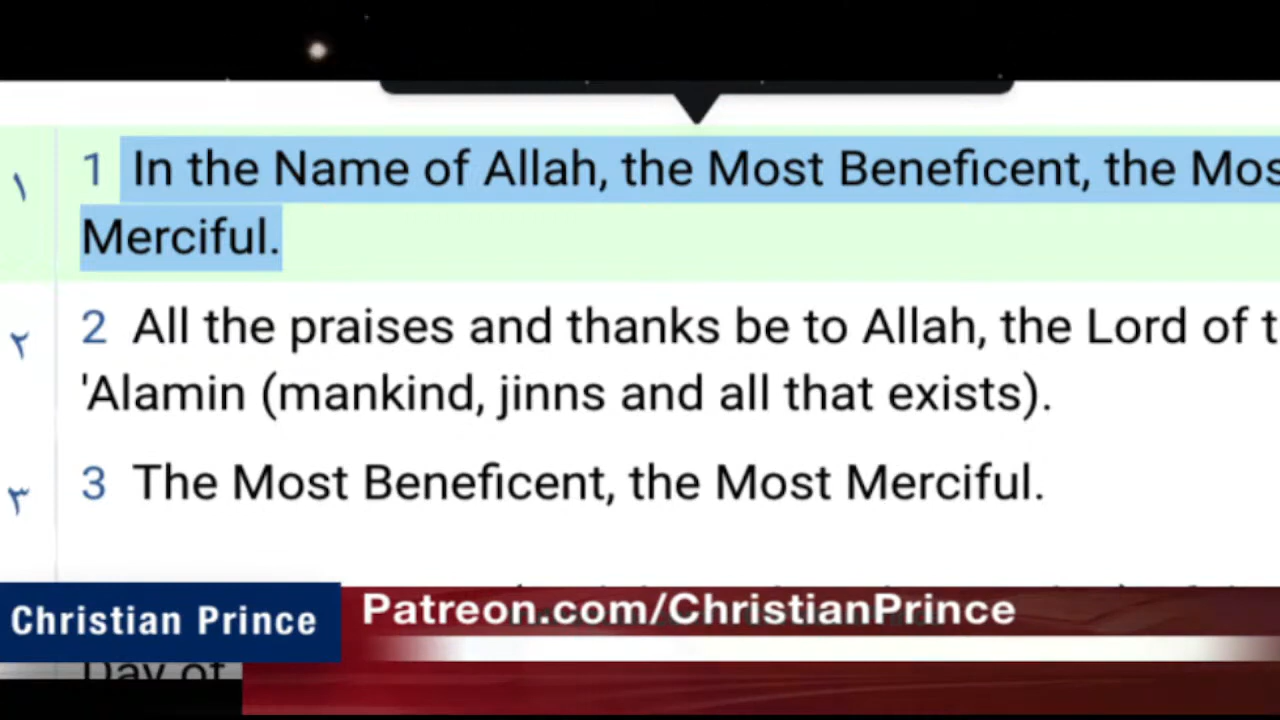 ١
1 In the Name of Allah, the Most Beneficent, the Mos
Merciful.
٢
2 All the praises and thanks be to Allah, the Lord of t
'Alamin (mankind, jinns and all that exists).
٣
3 The Most Beneficent, the Most Merciful.
Christian Prince
Patreon.com/ChristianPrince
Day of